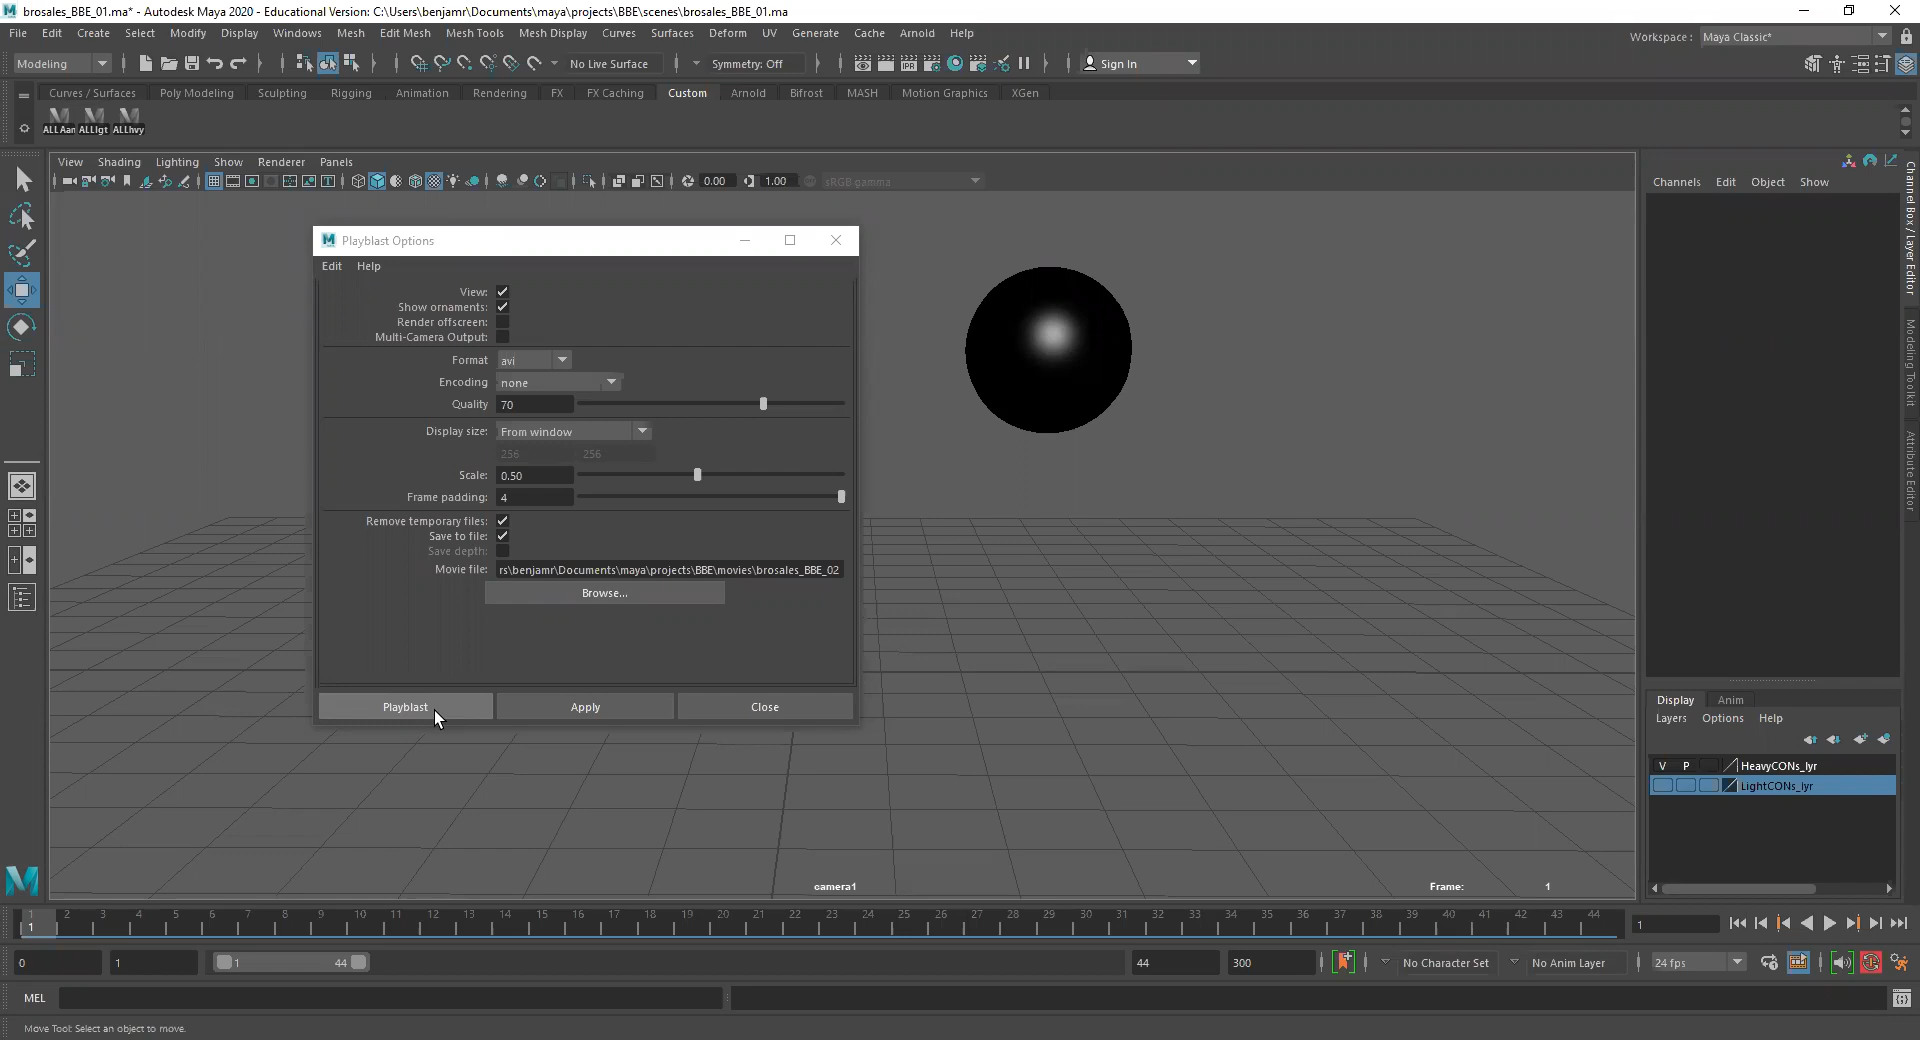 brosales_BBE_01.ma* - Autodesk Maya 2020 - Educational Version: C:\Users\benjamr\Documents\maya\projects\BBE\scenes\brosales_BBE_01.ma
File Edit Create Select Modify Display Windows Mesh Edit Mesh Mesh Tools Mesh Display Curves Surfaces Deform UV Generate Cache Arnold Help
Workspace : Maya Classic*
Modeling No Live Surface Symmetry: Off IPR Sign In
Curves / Surfaces Poly Modeling Sculpting Rigging Animation Rendering FX FX Caching Custom Arnold Bifrost MASH Motion Graphics XGen
ALLAan ALLlgt ALLhvy
View Shading Lighting Show Renderer Panels
0.00 1.00 sRGB gamma
Channels Edit Object Show
Channel Box / Layer Editor
Modeling Toolkit
Attribute Editor
Playblast Options
Edit Help
View:
Show ornaments:
Render offscreen:
Multi-Camera Output:
Format avi
Encoding none
Quality 70
Display size: From window
256 256
Scale: 0.50
Frame padding: 4
Remove temporary files:
Save to file:
Save depth:
Movie file: rs\benjamr\Documents\maya\projects\BBE\movies\brosales_BBE_02
Browse...
Playblast Apply Close
Display Anim
Layers Options Help
V P HeavyCONs_lyr
LightCONs_lyr
camera1 Frame: 1
1 2 3 4 5 6 7 8 9 10 11 12 13 14 15 16 17 18 19 20 21 22 23 24 25 26 27 28 29 30 31 32 33 34 35 36 37 38 39 40 41 42 43 44
1 1
0 1 1 44 44 300 No Character Set No Anim Layer 24 fps
MEL
Move Tool: Select an object to move.